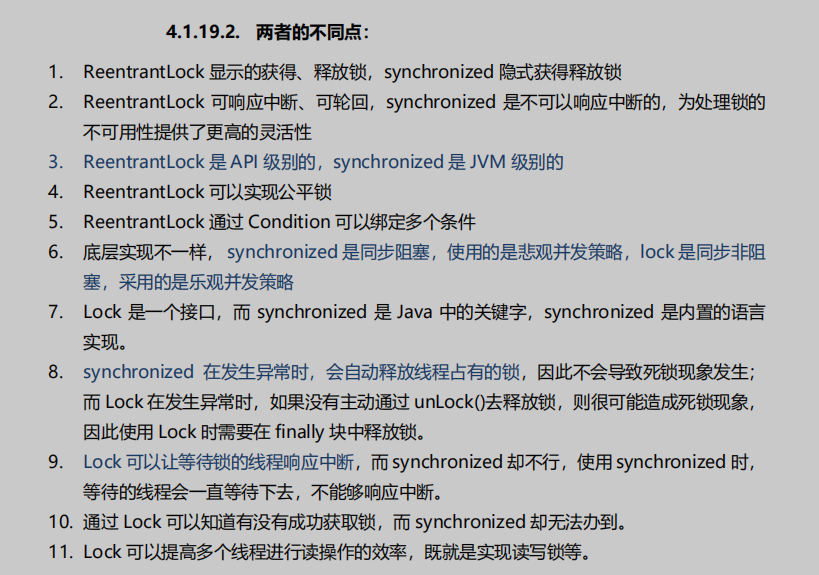 4.1.19.2. 两者的不同点：
1. ReentrantLock 显示的获得、释放锁，synchronized 隐式获得释放锁
2. ReentrantLock 可响应中断、可轮回，synchronized 是不可以响应中断的，为处理锁的
不可用性提供了更高的灵活性
3. ReentrantLock 是 API 级别的，synchronized 是 JVM 级别的
4. ReentrantLock 可以实现公平锁
5. ReentrantLock 通过 Condition 可以绑定多个条件
6. 底层实现不一样， synchronized 是同步阻塞，使用的是悲观并发策略，lock 是同步非阻
塞，采用的是乐观并发策略
7. Lock 是一个接口，而 synchronized 是 Java 中的关键字，synchronized 是内置的语言
实现。
8. synchronized 在发生异常时，会自动释放线程占有的锁，因此不会导致死锁现象发生；
而 Lock 在发生异常时，如果没有主动通过 unLock()去释放锁，则很可能造成死锁现象，
因此使用 Lock 时需要在 finally 块中释放锁。
9. Lock 可以让等待锁的线程响应中断，而 synchronized 却不行，使用 synchronized 时，
等待的线程会一直等待下去，不能够响应中断。
10. 通过 Lock 可以知道有没有成功获取锁，而 synchronized 却无法办到。
11. Lock 可以提高多个线程进行读操作的效率，既就是实现读写锁等。